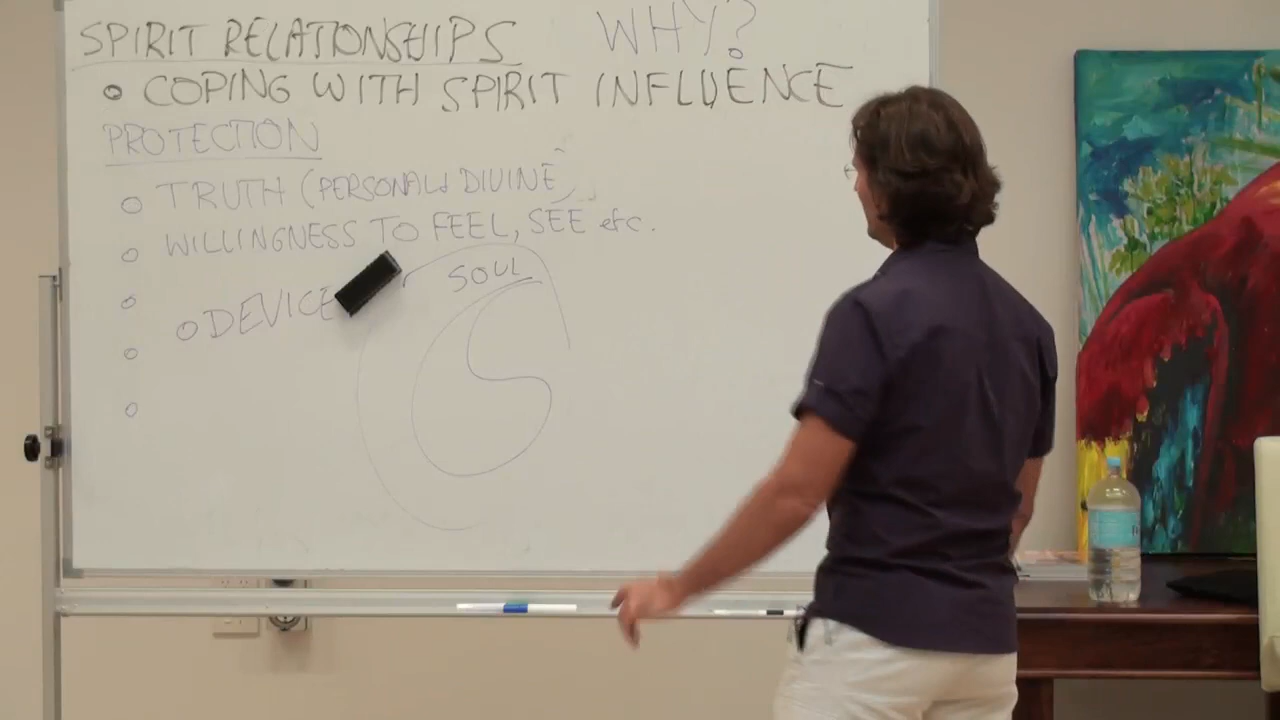 SPIRIT RELATIONSHIPS WHY?
COPING WITH SPIRIT INFLUENCE
PROTECTION
TRUTH (PERSONAL & DIVINE)
WILLINGNESS TO FEEL, SEE etc.
SOUL
DEVICE